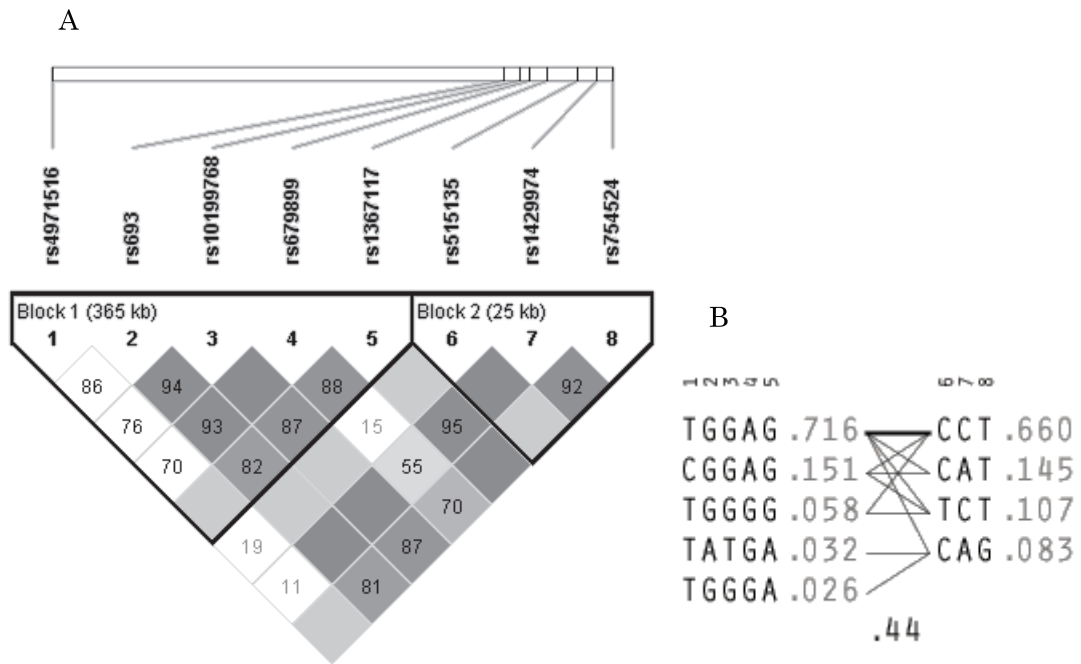 A
rs4971516 rs693 rs10199768 rs679899 rs1367117 rs515135 rs1429974 rs754524
Block 1 (365 kb) Block 2 (25 kb)
1 2 3 4 5 6 7 8
86 94 88 92
76 93 87 15 95
70 82 55
70
19 87
11 81
B
1 2 3 4 5 6 7 8
TGGAG .716 CCT .660
CGGAG .151 CAT .145
TGGGG .058 TCT .107
TATGA .032 CAG .083
TGGGA .026
.44